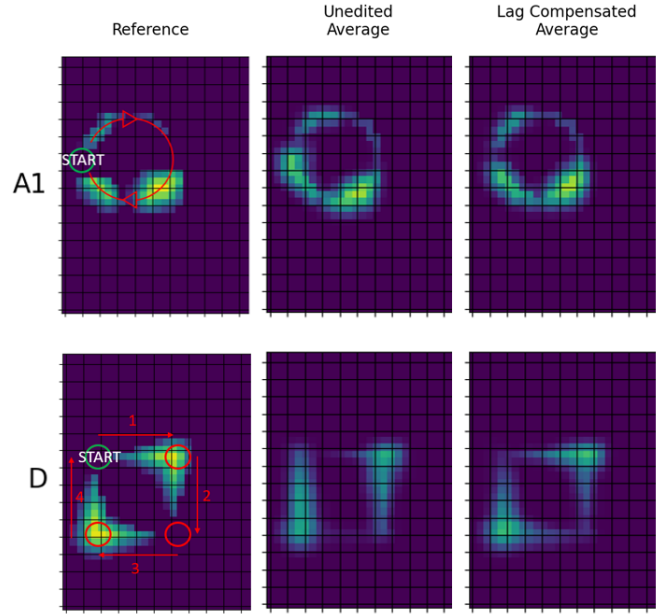 Reference
Unedited
Average
Lag Compensated
Average
A1
START
D
START
1
2
3
4